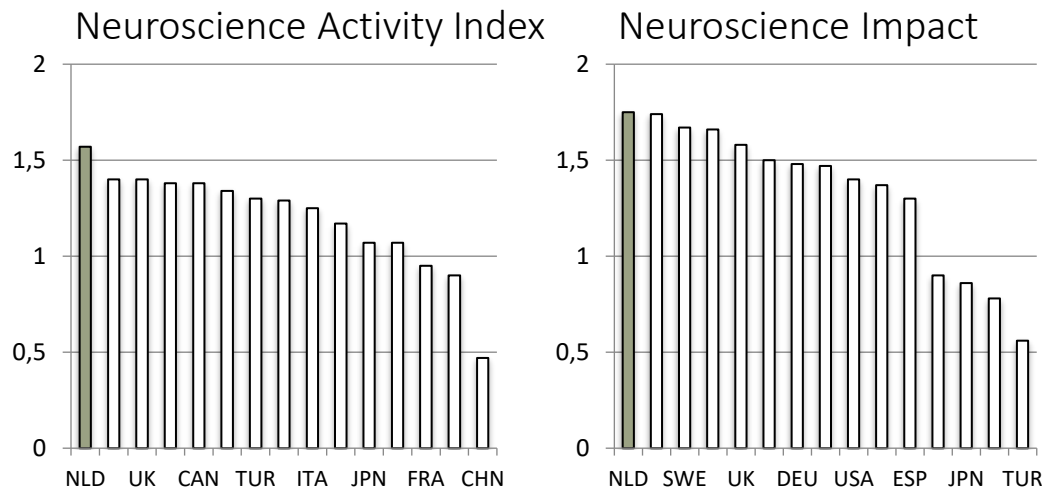 Neuroscience Activity Index
2
1,5
1
0,5
0
NLD UK CAN TUR ITA JPN FRA CHN
Neuroscience Impact
2
1,5
1
0,5
0
NLD SWE UK DEU USA ESP JPN TUR